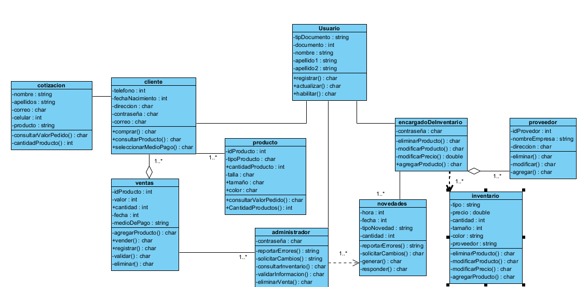 Usuario
-tipDocumento : string
-documento : int
-nombre : string
-apellido1 : string
-apellido2 : string
+registrar() : char
+actualizar() : char
+habilitar() : char
cotizacion
-nombre : string
-apellidos : string
-correo : char
-celular : int
-producto : string
-consultarValorPedido() : char
-cantidadProducto() : int
cliente
-telefono : int
-fechaNacimiento : int
-direccion : char
-contraseña : char
-correo : char
+comprar() : char
+consultarProducto() : char
+seleccionarMedioPago() : char
1..*
1..*
producto
-idProducto : int
-tipoProducto : char
+cantidadProducto : int
-talla : char
+tamaño : char
+color : char
+consultarValorPedido() : char
+CantidadProductos() : int
ventas
-idProducto : int
-valor : int
+cantidad : int
-fecha : int
-medioDePago : string
-agregarProducto() : char
+vender() : char
+registrar() : char
-validar() : char
-eliminar() : char
1..*
administrador
-contraseña : char
-reportarErrores() : string
-solicitarCambios() : string
-consultarInventario() : char
-validarInformacion() : char
-eliminarVenta() : char
1..*
encargadoDeInventario
-contraseña : char
-eliminarProducto() : char
-modificarProducto() : char
-modificarPrecio() : double
+agregarProducto() : char
1..*
1..*
1..*
proveedor
-idProvedor : int
-nombreEmpresa : string
-direccion : char
-eliminar() : char
-modificar() : char
-agregar() : char
novedades
-hora : int
-fecha : int
-tipoNovedad : string
-cantidad : int
-reportarErrores() : char
-solicitarCambios() : char
-generar() : char
-responder() : char
inventario
-tipo : string
-precio : double
-cantidad : int
-tamaño : int
-color : string
-proveedor : string
-eliminarProducto() : char
-modificarProducto() : char
-modificarPrecio() : char
-agregarProducto() : char